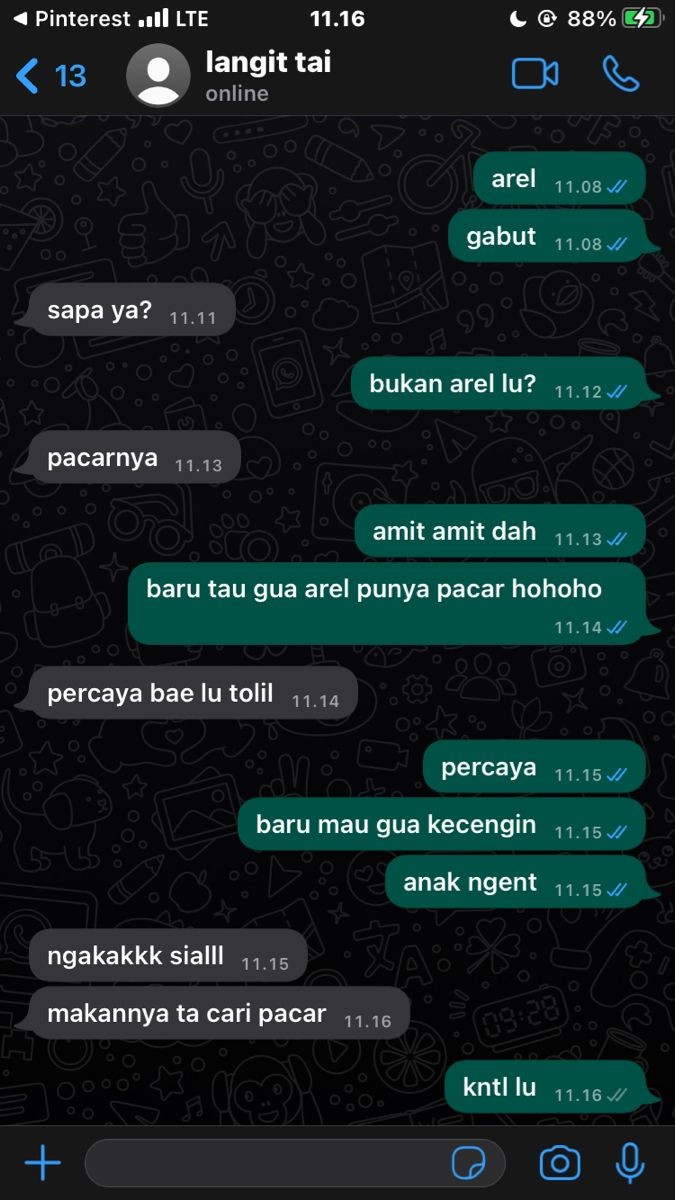 ◀ Pinterest LTE 11.16 88%
13 langit tai
online
arel 11.08
gabut 11.08
sapa ya? 11.11
bukan arel lu? 11.12
pacarnya 11.13
amit amit dah 11.13
baru tau gua arel punya pacar hohoho
11.14
percaya bae lu tolil 11.14
percaya 11.15
baru mau gua kecengin 11.15
anak ngent 11.15
ngakakkk sialll 11.15
makannya ta cari pacar 11.16
09:28
kntl lu 11.16